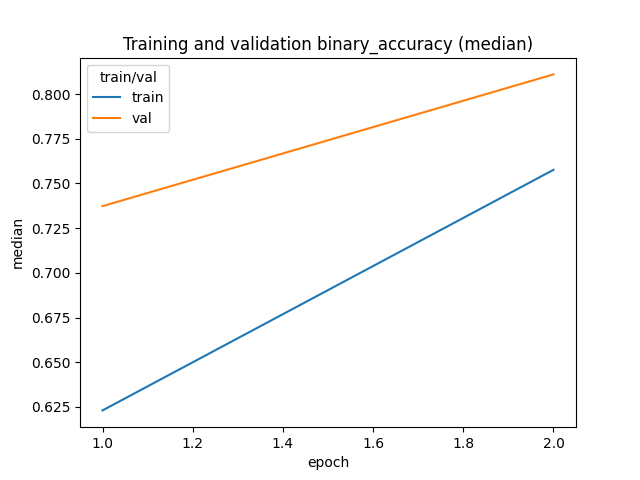 Training and validation binary_accuracy (median)
train/val
train
val
0.800
0.775
0.750
0.725
0.700
0.675
0.650
0.625
median
1.0 1.2 1.4 1.6 1.8 2.0
epoch